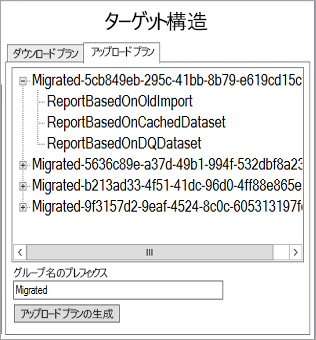 ターゲット構造
ダウンロードプラン アップロードプラン
Migrated-5cb849eb-295c-41bb-8b79-e619cd15c
ReportBasedOnOldImport
ReportBasedOnCachedDataset
ReportBasedOnDQDataset
Migrated-5636c89e-a37d-49b1-994f-532dbf8a23
Migrated-b213ad33-4f51-41dc-96d0-4ff88e865e
Migrated-9f3157d2-9eaf-4524-8c0c-605313197f
グループ名のプレフィックス
Migrated
アップロードプランの生成